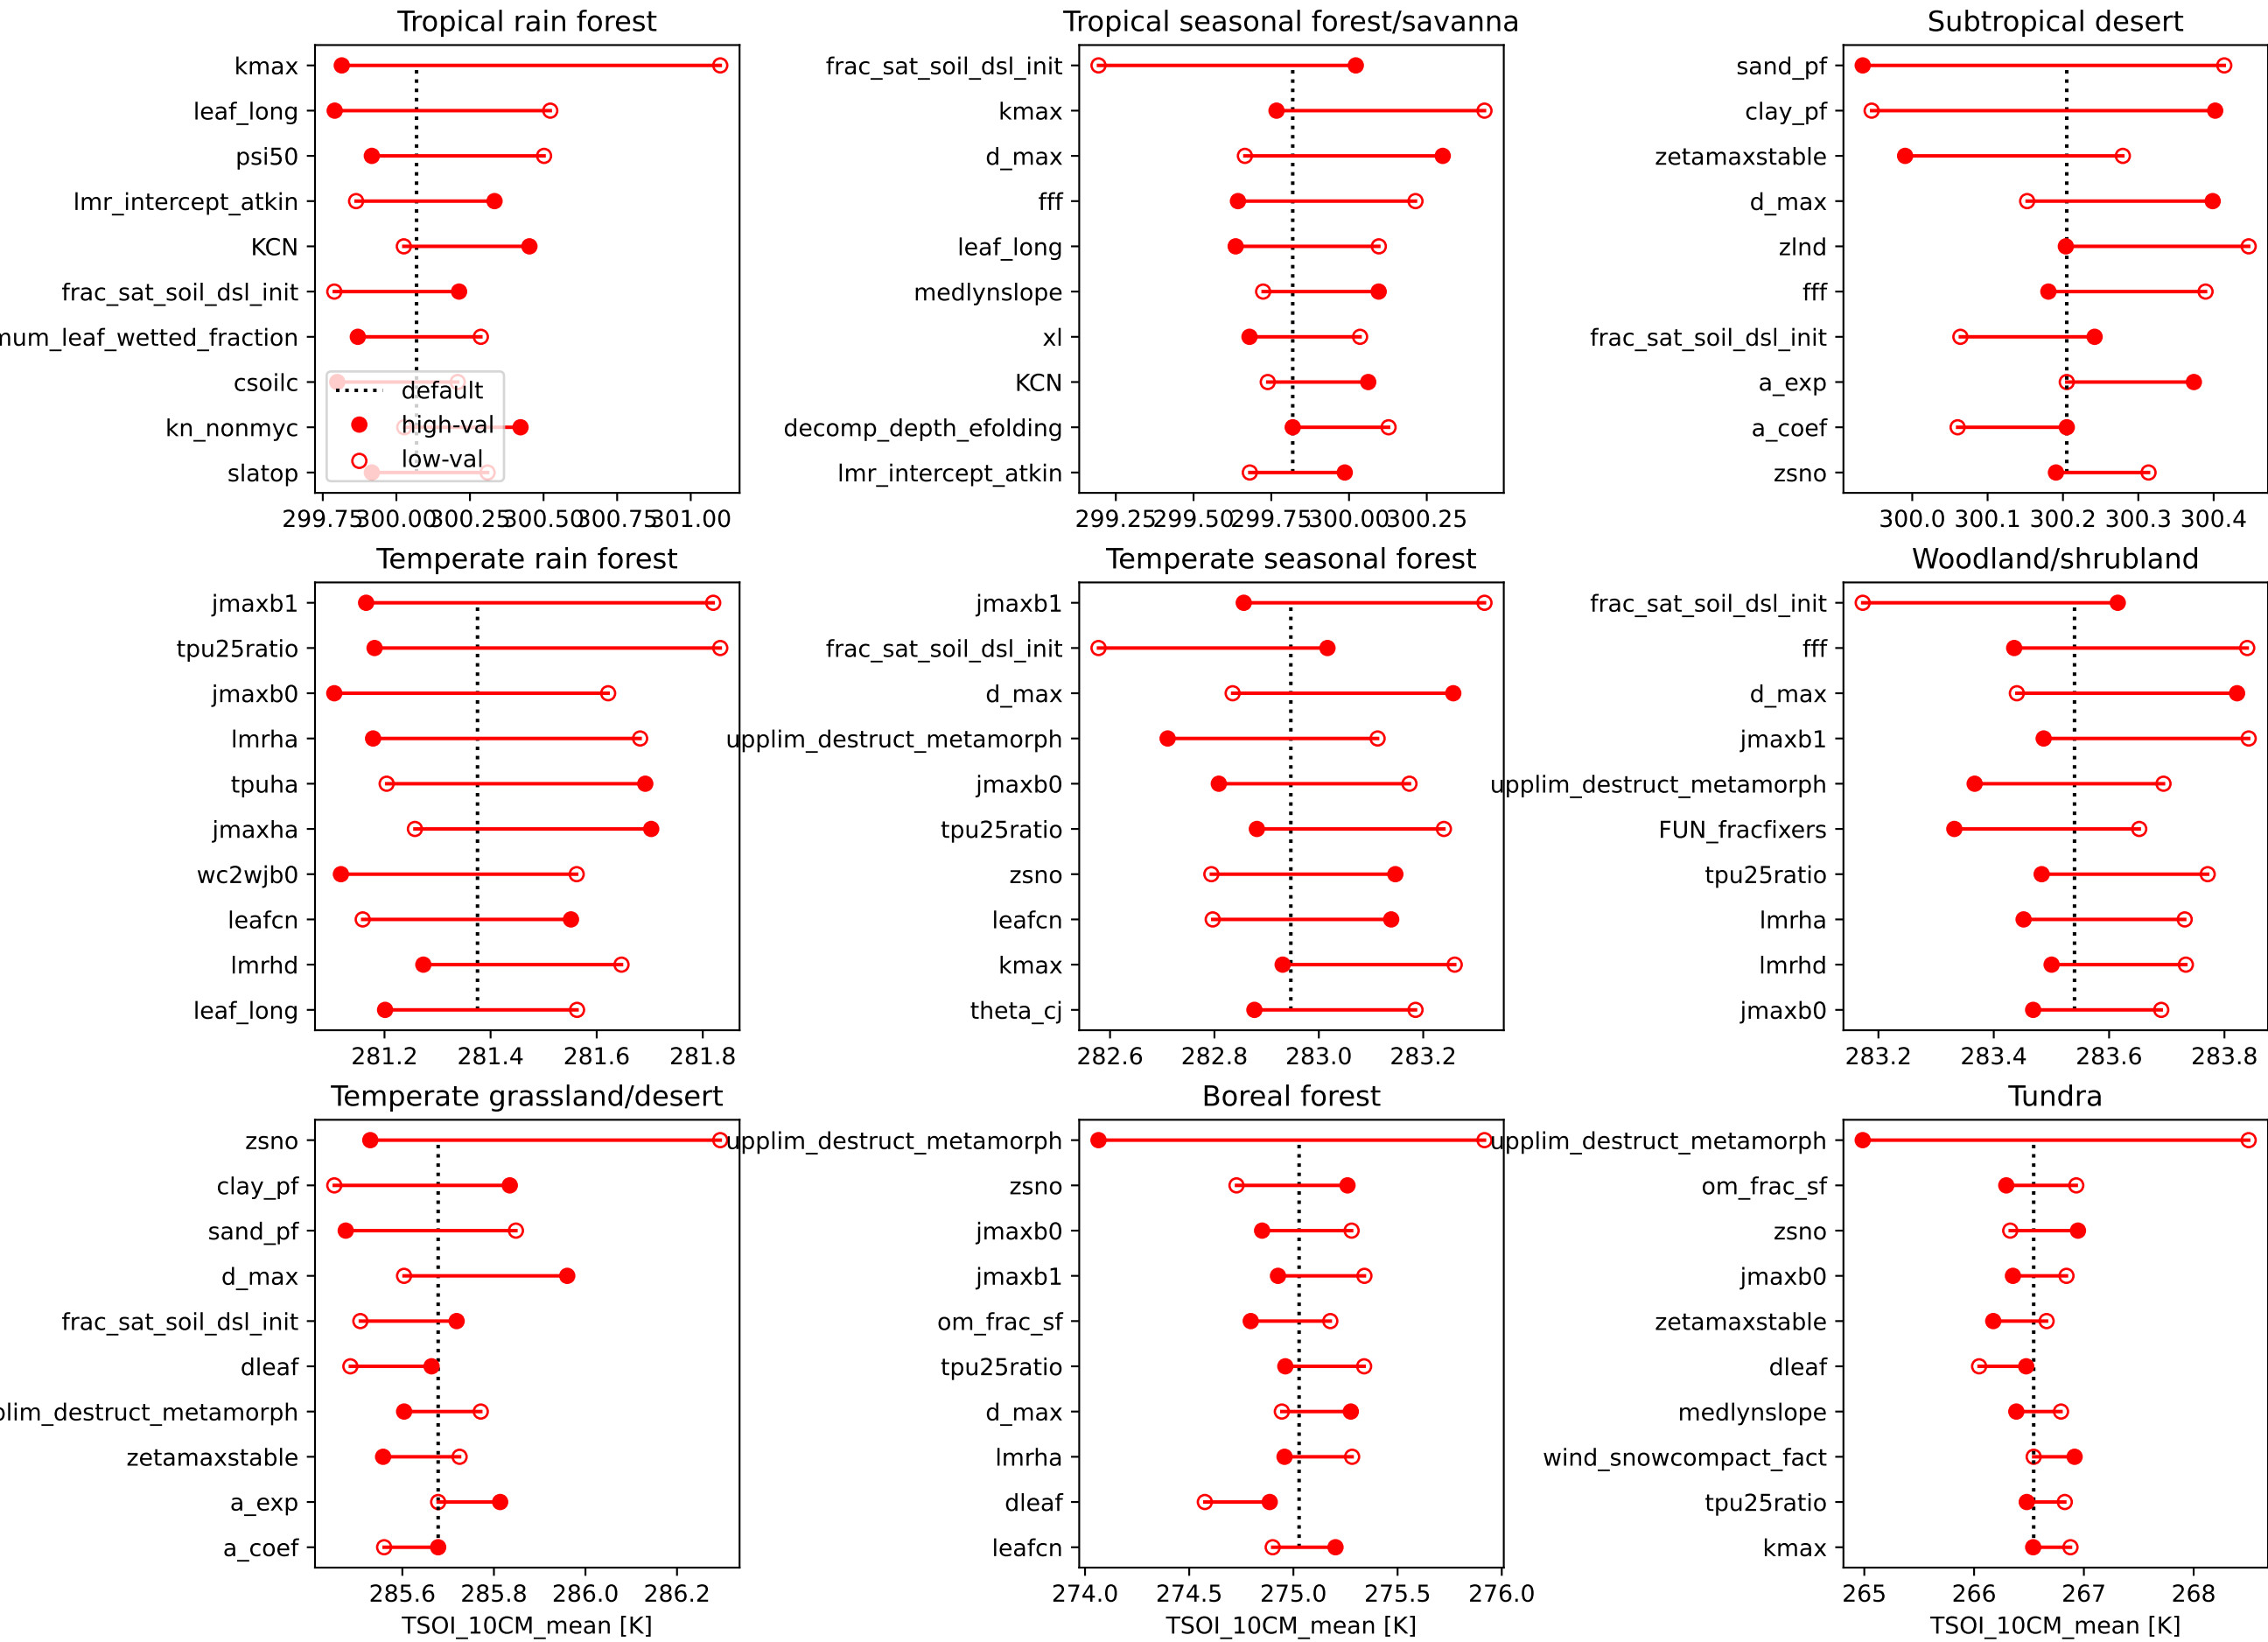 Tropical rain forest
kmax
leaf_long
psi50
lmr_intercept_atkin
KCN
frac_sat_soil_dsl_init
mum_leaf_wetted_fraction
csoilc
kn_nonmyc
slatop
default
high-val
low-val
299.75 300.00 300.25 300.50 300.75 301.00
Tropical seasonal forest/savanna
frac_sat_soil_dsl_init
kmax
d_max
fff
leaf_long
medlynslope
xl
KCN
decomp_depth_efolding
lmr_intercept_atkin
299.25 299.50 299.75 300.00 300.25
Subtropical desert
sand_pf
clay_pf
zetamaxstable
d_max
zlnd
fff
frac_sat_soil_dsl_init
a_exp
a_coef
zsno
300.0 300.1 300.2 300.3 300.4
Temperate rain forest
jmaxb1
tpu25ratio
jmaxb0
lmrha
tpuha
jmaxha
wc2wjb0
leafcn
lmrhd
leaf_long
281.2 281.4 281.6 281.8
Temperate seasonal forest
jmaxb1
frac_sat_soil_dsl_init
d_max
upplim_destruct_metamorph
jmaxb0
tpu25ratio
zsno
leafcn
kmax
theta_cj
282.6 282.8 283.0 283.2
Woodland/shrubland
frac_sat_soil_dsl_init
fff
d_max
jmaxb1
upplim_destruct_metamorph
FUN_fracfixers
tpu25ratio
lmrha
lmrhd
jmaxb0
283.2 283.4 283.6 283.8
Temperate grassland/desert
zsno
clay_pf
sand_pf
d_max
frac_sat_soil_dsl_init
dleaf
plim_destruct_metamorph
zetamaxstable
a_exp
a_coef
285.6 285.8 286.0 286.2
TSOI_10CM_mean [K]
Boreal forest
upplim_destruct_metamorph
zsno
jmaxb0
jmaxb1
om_frac_sf
tpu25ratio
d_max
lmrha
dleaf
leafcn
274.0 274.5 275.0 275.5 276.0
TSOI_10CM_mean [K]
Tundra
upplim_destruct_metamorph
om_frac_sf
zsno
jmaxb0
zetamaxstable
dleaf
medlynslope
wind_snowcompact_fact
tpu25ratio
kmax
265 266 267 268
TSOI_10CM_mean [K]